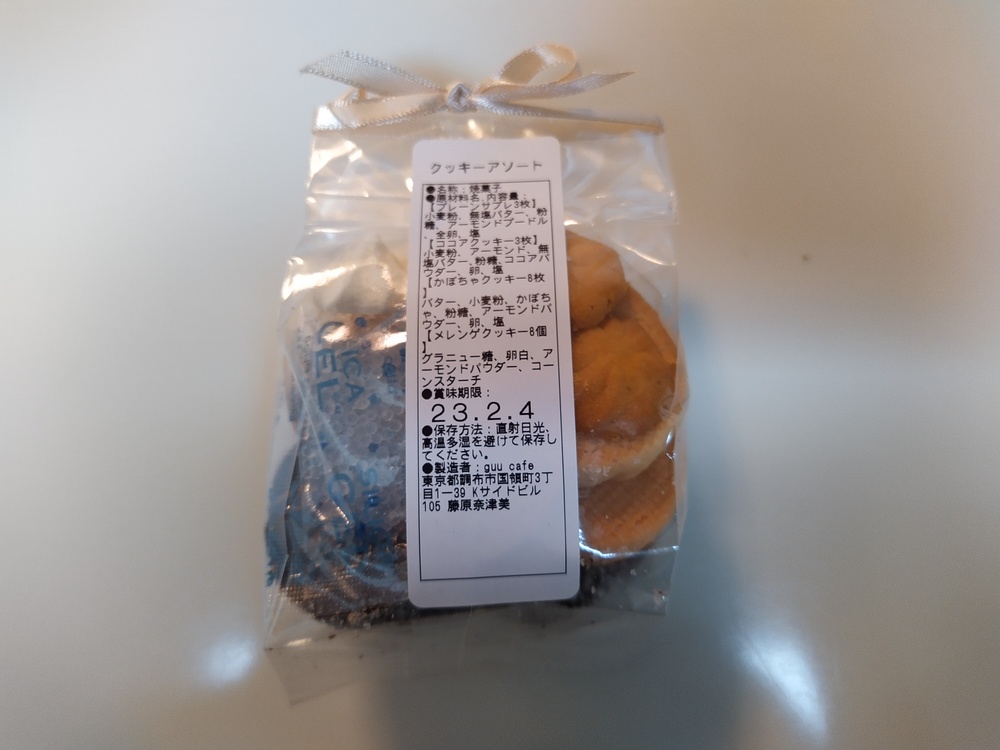 クッキーアソート
●名称：焼菓子
●原材料名、内容量：
【プレーンサブレ3枚】
小麦粉、無塩バター、粉
糖、アーモンドプードル
、全卵、塩
【ココアクッキー3枚】
小麦粉、アーモンド、無
塩バター、粉糖、ココアパ
ウダー、卵、塩
【かぼちゃクッキー8枚
】
バター、小麦粉、かぼち
ゃ、粉糖、アーモンドパ
ウダー、卵、塩
【メレンゲクッキー8個
】
グラニュー糖、卵白、ア
ーモンドパウダー、コー
ンスターチ
●賞味期限：
23.2.4
●保存方法：直射日光、
高温多湿を避けて保存し
てください。
●製造者：guu cafe
東京都調布市国領町3丁
目1ー39 Kサイドビル
105 藤原奈津美
ICA
GEL